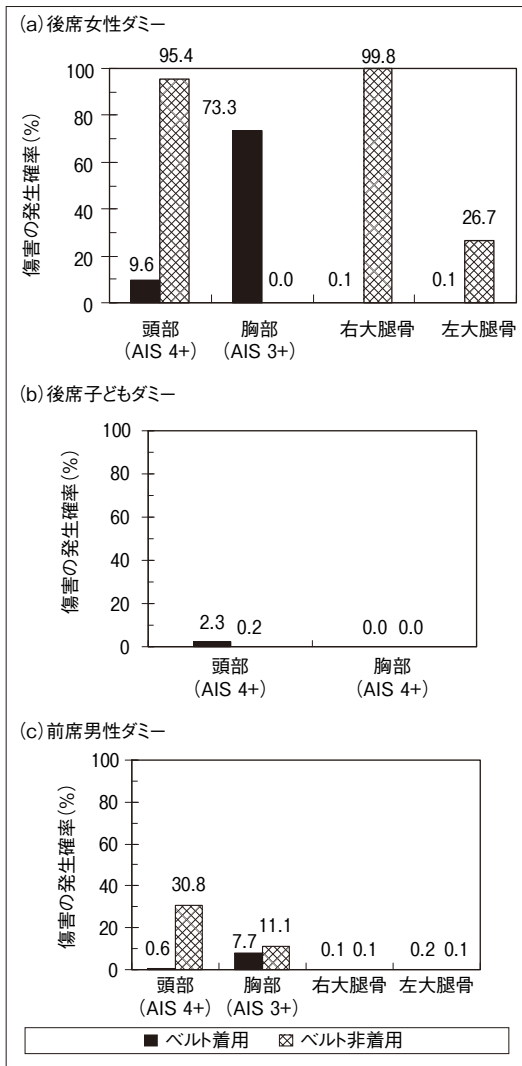 (a)後席女性ダミー
傷害の発生確率(%)
100
80
60
40
20
0
9.6
95.4
73.3
0.0
0.1
99.8
0.1
26.7
頭部
(AIS 4+)
胸部
(AIS 3+)
右大腿骨
左大腿骨
(b)後席子どもダミー
傷害の発生確率(%)
100
80
60
40
20
0
2.3
0.2
0.0
0.0
頭部
(AIS 4+)
胸部
(AIS 4+)
(c)前席男性ダミー
傷害の発生確率(%)
100
80
60
40
20
0
0.6
30.8
7.7
11.1
0.1
0.1
0.2
0.1
頭部
(AIS 4+)
胸部
(AIS 3+)
右大腿骨
左大腿骨
ベルト着用
ベルト非着用